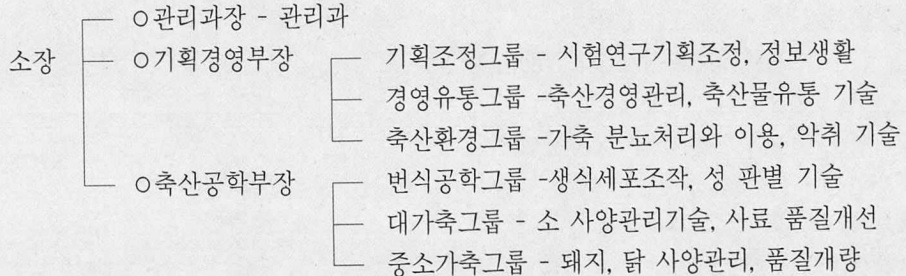 ○관리과장 - 관리과
소장 ○기획경영부장 기획조정그룹 - 시험연구기획조정, 정보생활
경영유통그룹 -축산경영관리, 축산물유통 기술
축산환경그룹 -가축 분뇨처리와 이용, 악취 기술
○축산공학부장 번식공학그룹 -생식세포조작, 성 판별 기술
대가축그룹 - 소 사양관리기술, 사료 품질개선
중소가축그룹 - 돼지, 닭 사양관리, 품질개량